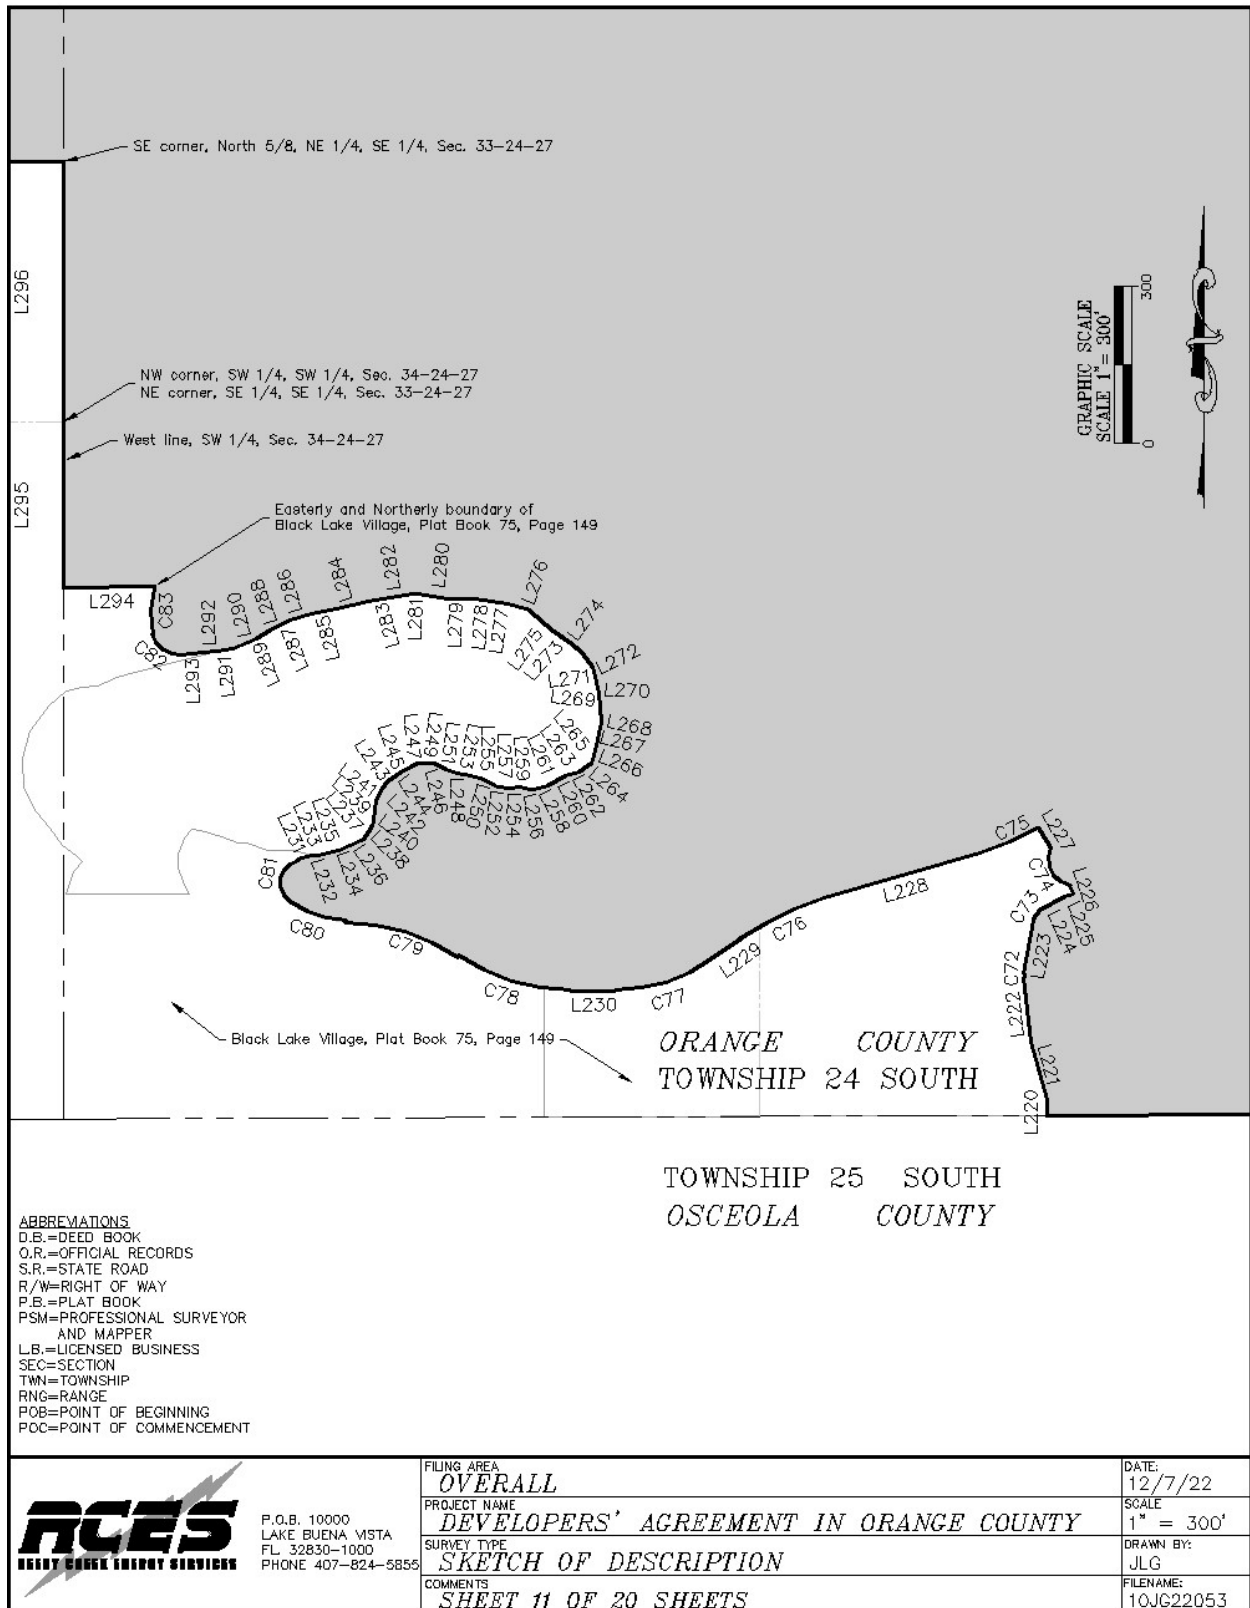 SE corner, North 5/8, NE 1/4, SE 1/4, Sec. 33-24-27
L296
GRAPHIC SCALE
SCALE 1" = 300'
0
300
NW corner, SW 1/4, SW 1/4, Sec. 34-24-27
NE corner, SE 1/4, SE 1/4, Sec. 33-24-27
West line, SW 1/4, Sec. 34-24-27
L295
Easterly and Northerly boundary of
Black Lake Village, Plat Book 75, Page 149
L294
C83
C82
L292
L290
L288
L286
L284
L282
L280
L276
L274
L272
L270
L268
L267
L266
L264
L262
L260
L258
L256
L254
L252
L250
L248
L246
L244
L242
L240
L238
L236
L234
L232
L293
L291
L289
L287
L285
L283
L281
L279
L278
L277
L275
L273
L271
L269
L265
L263
L261
L259
L257
L255
L253
L251
L249
L247
L245
L243
L241
L239
L237
L235
L233
L231
C81
C80
C79
C78
L230
C77
L229
C76
L228
C75
L227
C74
L226
L225
L224
C73
L223
C72
L222
L221
L220
Black Lake Village, Plat Book 75, Page 149
ORANGE COUNTY
TOWNSHIP 24 SOUTH
TOWNSHIP 25 SOUTH
OSCEOLA COUNTY
ABBREVIATIONS
D.B.=DEED BOOK
O.R.=OFFICIAL RECORDS
S.R.=STATE ROAD
R/W=RIGHT OF WAY
P.B.=PLAT BOOK
PSM=PROFESSIONAL SURVEYOR
AND MAPPER
L.B.=LICENSED BUSINESS
SEC=SECTION
TWN=TOWNSHIP
RNG=RANGE
POB=POINT OF BEGINNING
POC=POINT OF COMMENCEMENT
RCES
REEDY CREEK ENERGY SERVICES
P.O.B. 10000
LAKE BUENA VISTA
FL 32830-1000
PHONE 407-824-5855
FILING AREA
OVERALL
PROJECT NAME
DEVELOPERS' AGREEMENT IN ORANGE COUNTY
SURVEY TYPE
SKETCH OF DESCRIPTION
COMMENTS
SHEET 11 OF 20 SHEETS
DATE:
12/7/22
SCALE
1" = 300'
DRAWN BY:
JLG
FILENAME:
10JG22053